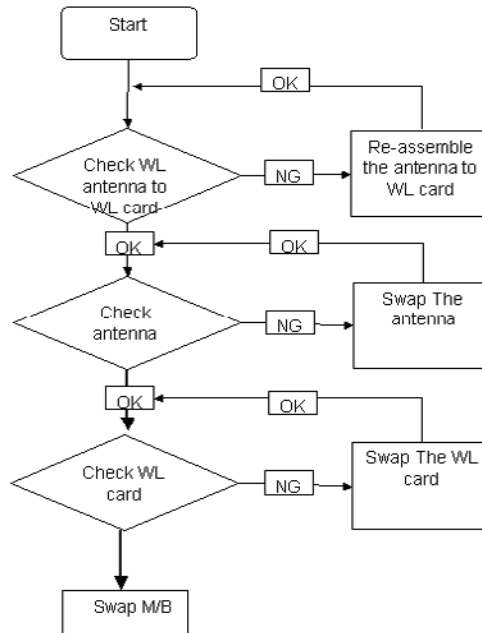 Start
OK
Check WL
antenna to
WL card
NG
Re-assemble
the antenna to
WL card
OK
OK
Check
antenna
NG
Swap The
antenna
OK
OK
Check WL
card
NG
Swap The WL
card
Swap M/B